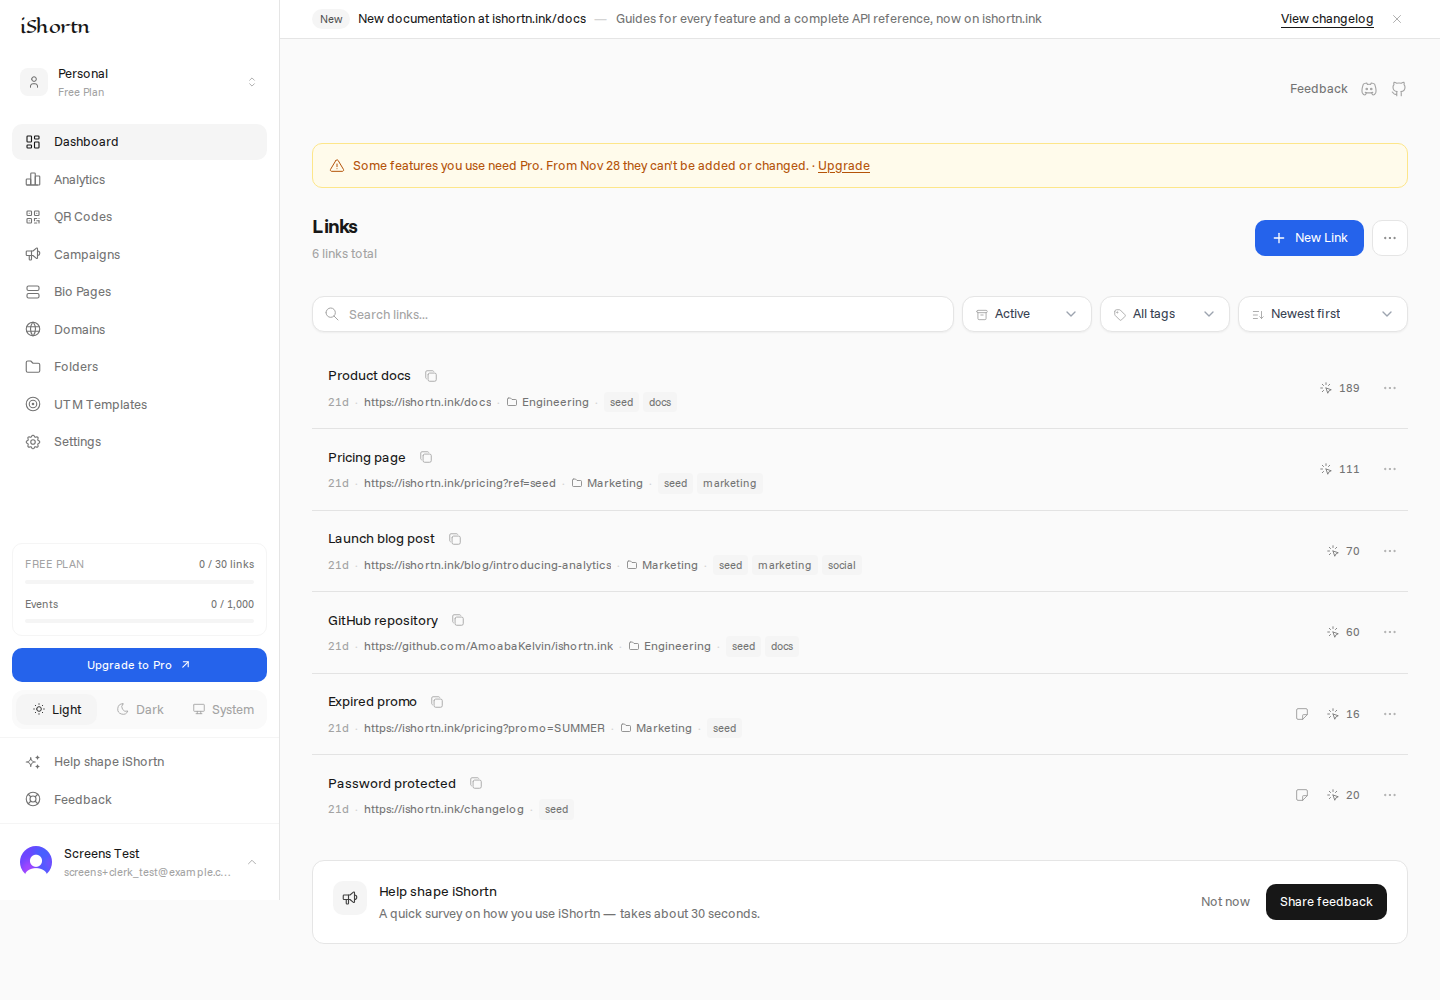 iShortn
Personal
Free Plan
Dashboard
Analytics
QR Codes
Campaigns
Bio Pages
Domains
Folders
UTM Templates
Settings
FREE PLAN 0 / 30 links
Events 0 / 1,000
Upgrade to Pro
Light Dark System
Help shape iShortn
Feedback
Screens Test
screens+clerk_test@example.c...
New New documentation at ishortn.ink/docs — Guides for every feature and a complete API reference, now on ishortn.ink View changelog
Feedback
Some features you use need Pro. From Nov 28 they can't be added or changed. · Upgrade
Links
6 links total
New Link
Search links...
Active
All tags
Newest first
Product docs
21d · https://ishortn.ink/docs · Engineering · seed docs
189
Pricing page
21d · https://ishortn.ink/pricing?ref=seed · Marketing · seed marketing
111
Launch blog post
21d · https://ishortn.ink/blog/introducing-analytics · Marketing · seed marketing social
70
GitHub repository
21d · https://github.com/AmoabaKelvin/ishortn.ink · Engineering · seed docs
60
Expired promo
21d · https://ishortn.ink/pricing?promo=SUMMER · Marketing · seed
16
Password protected
21d · https://ishortn.ink/changelog · seed
20
Help shape iShortn
A quick survey on how you use iShortn — takes about 30 seconds.
Not now
Share feedback